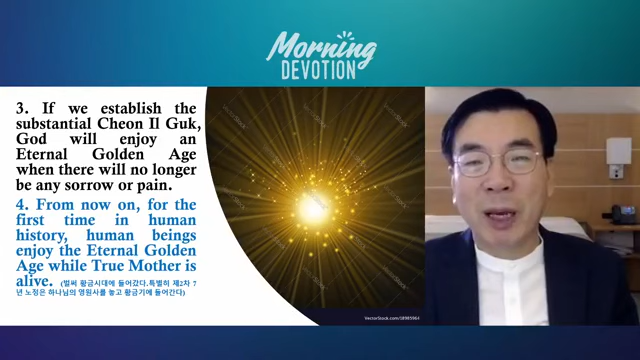 Morning
DEVOTION
3. If we establish the
substantial Cheon Il Guk,
God will enjoy an
Eternal Golden Age
when there will no longer
be any sorrow or pain.
4. From now on, for the
first time in human
history, human beings
enjoy the Eternal Golden
Age while True Mother is
alive. (벌써 황금시대에 들어갔다.특별히 제2차 7
년 노정은 하나님의 영원사를 놓고 황금기에 들어간다)
VectorStock
VectorStock
VectorStock
VectorStock.com/18985964